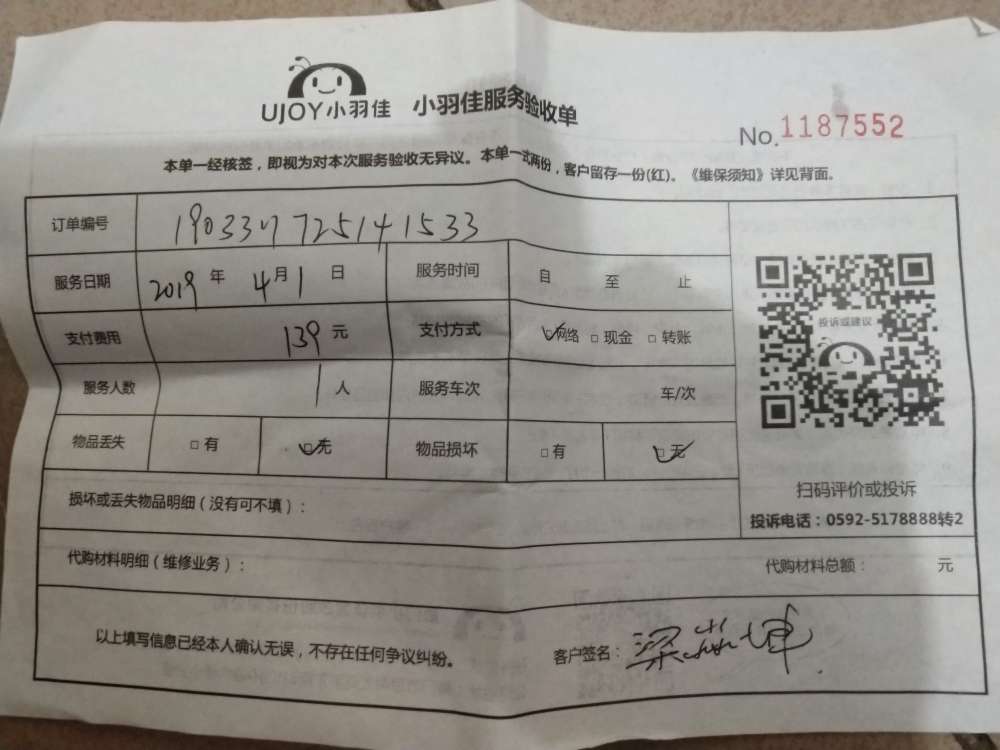 UJOY小羽佳 小羽佳服务验收单
No.1187552
本单一经核签，即视为对本次服务验收无异议。本单一式两份，客户留存一份(红)。《维保须知》详见背面。
订单编号
服务日期 2019年 4月1日 服务时间 自 至 止
支付费用 139元 支付方式 网络 现金 转账
服务人数 1人 服务车次 车/次
物品丢失 有 无 物品损坏 有 无
投诉或建议
扫码评价或投诉
投诉电话：0592-5178888转2
损坏或丢失物品明细（没有可不填）：
代购材料明细（维修业务）： 代购材料总额： 元
以上填写信息已经本人确认无误，不存在任何争议纠纷。 客户签名：梁